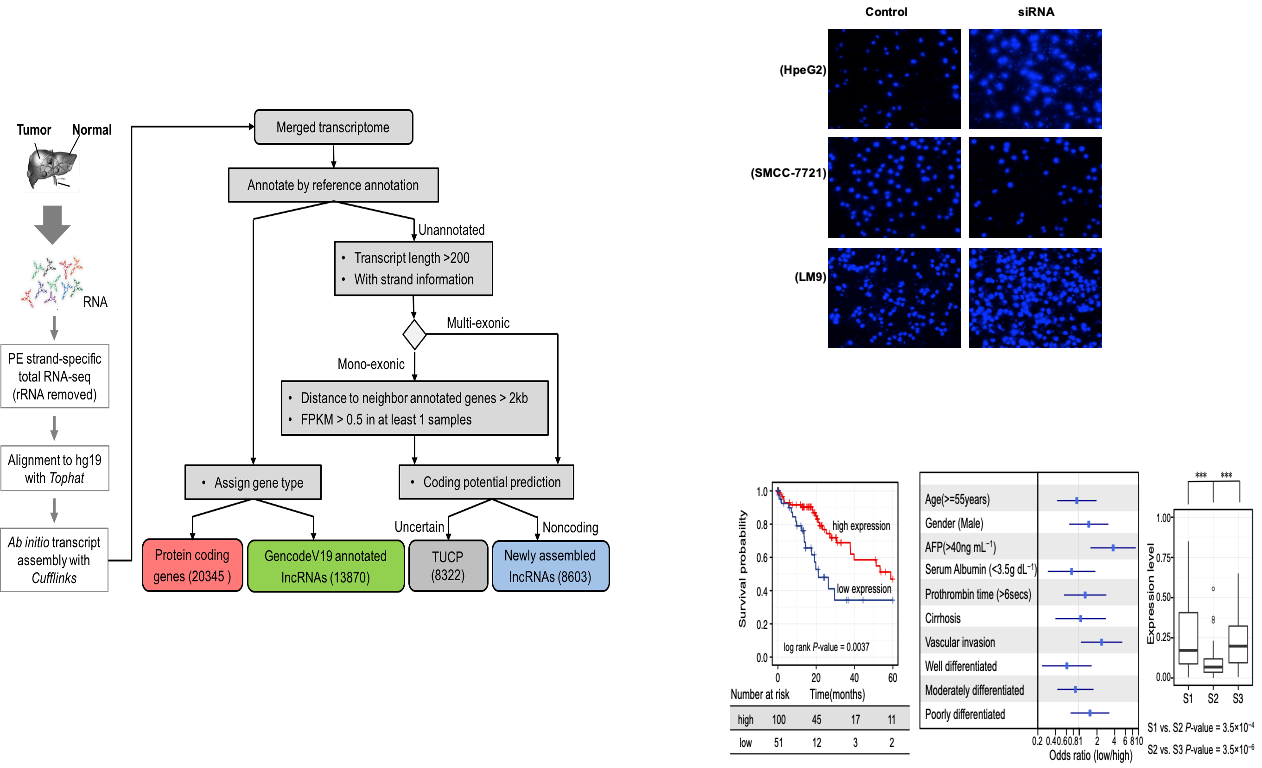 Tumor Normal
RNA
PE strand-specific
total RNA-seq
(rRNA removed)
Alignment to hg19
with Tophat
Ab initio transcript
assembly with
Cufflinks
Merged transcriptome
Annotate by reference annotation
Unannotated
• Transcript length >200
• With strand information
Multi-exonic
Mono-exonic
• Distance to neighbor annotated genes > 2kb
• FPKM > 0.5 in at least 1 samples
• Assign gene type
• Coding potential prediction
Uncertain
Noncoding
Protein coding
genes (20345 )
GencodeV19 annotated
lncRNAs (13870)
TUCP
(8322)
Newly assembled
lncRNAs (8603)
Control siRNA
(HpeG2)
(SMCC-7721)
(LM9)
Survival probability
1.0
0.8
0.6
0.4
0.2
0.0
high expression
low expression
log rank P-value = 0.0037
0 20 40 60
Number at risk Time(months)
high 100 45 17 11
low 51 12 3 2
Age(>=55years)
Gender (Male)
AFP(>40ng mL⁻¹)
Serum Albumin (<3.5g dL⁻¹)
Prothrombin time (>6secs)
Cirrhosis
Vascular invasion
Well differentiated
Moderately differentiated
Poorly differentiated
0.2 0.40.60.81 2 4 6 810
Odds ratio (low/high)
*** ***
Expression level
1.00
0.75
0.50
0.25
0.00
S1 S2 S3
S1 vs. S2 P-value = 3.5×10⁻⁴
S2 vs. S3 P-value = 3.5×10⁻⁶